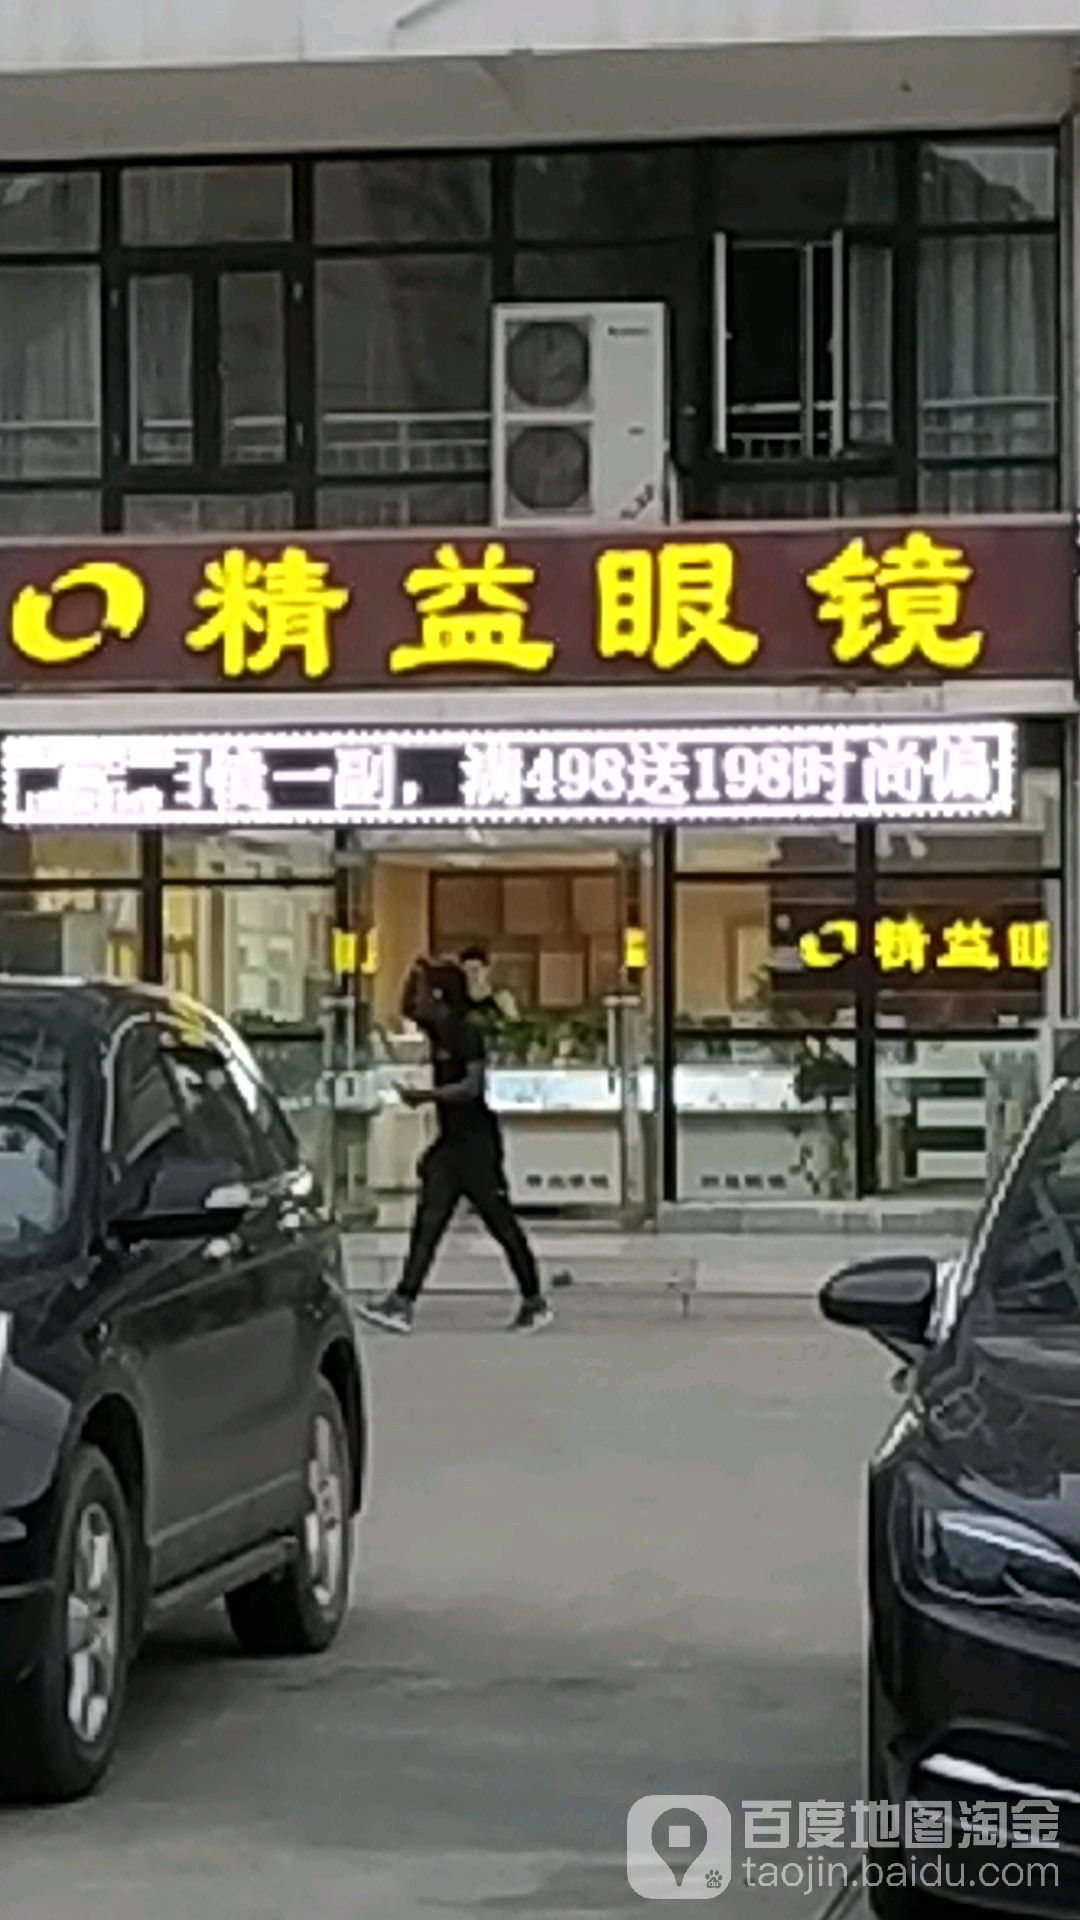 精益眼镜
镜一副，满498送198时尚偏
精益眼
百度地图淘金
taojin.baidu.com